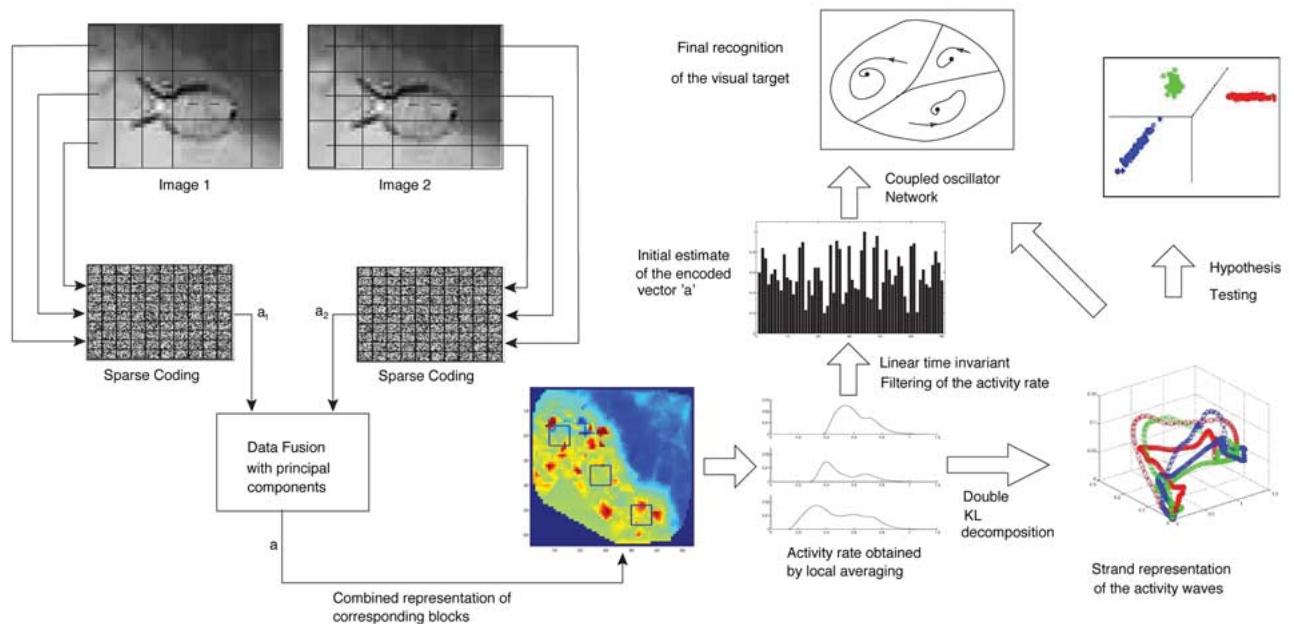 Image 1
Image 2
Sparse Coding
Sparse Coding
a1
a2
Data Fusion
with principal
components
a
Combined representation of
corresponding blocks
Final recognition
of the visual target
Coupled oscillator
Network
Initial estimate
of the encoded
vector 'a'
Linear time invariant
Filtering of the activity rate
Activity rate obtained
by local averaging
Double
KL
decomposition
Hypothesis
Testing
Strand representation
of the activity waves